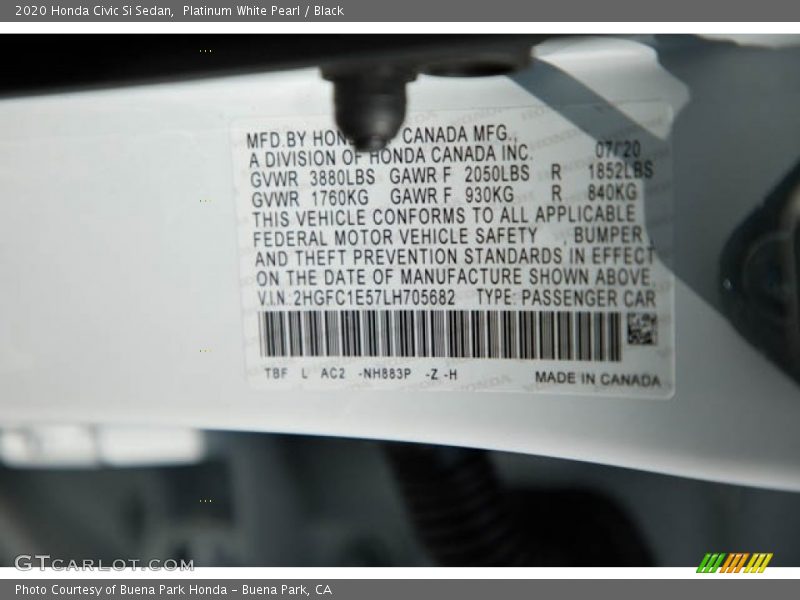 2020 Honda Civic Si Sedan, Platinum White Pearl / Black
MFD.BY HON CANADA MFG.,
A DIVISION OF HONDA CANADA INC. 07/20
GVWR 3880LBS GAWR F 2050LBS R 1852LBS
GVWR 1760KG GAWR F 930KG R 840KG
THIS VEHICLE CONFORMS TO ALL APPLICABLE
FEDERAL MOTOR VEHICLE SAFETY , BUMPER,
AND THEFT PREVENTION STANDARDS IN EFFECT
ON THE DATE OF MANUFACTURE SHOWN ABOVE.
V.I.N.:2HGFC1E57LH705682 TYPE: PASSENGER CAR
TBF L AC2 -NH883P -Z -H MADE IN CANADA
GTCARLOT.COM
Photo Courtesy of Buena Park Honda – Buena Park, CA